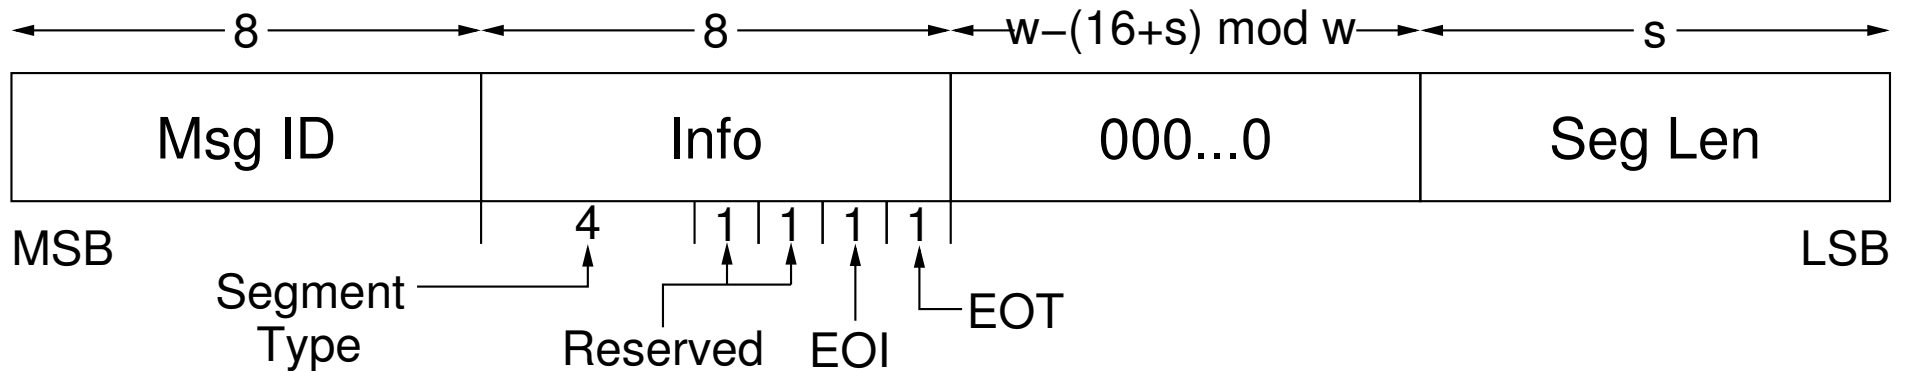 8 8 w−(16+s) mod w s
Msg ID Info 000...0 Seg Len
4 1 1 1 1
MSB LSB
Segment
Type
Reserved EOI EOT